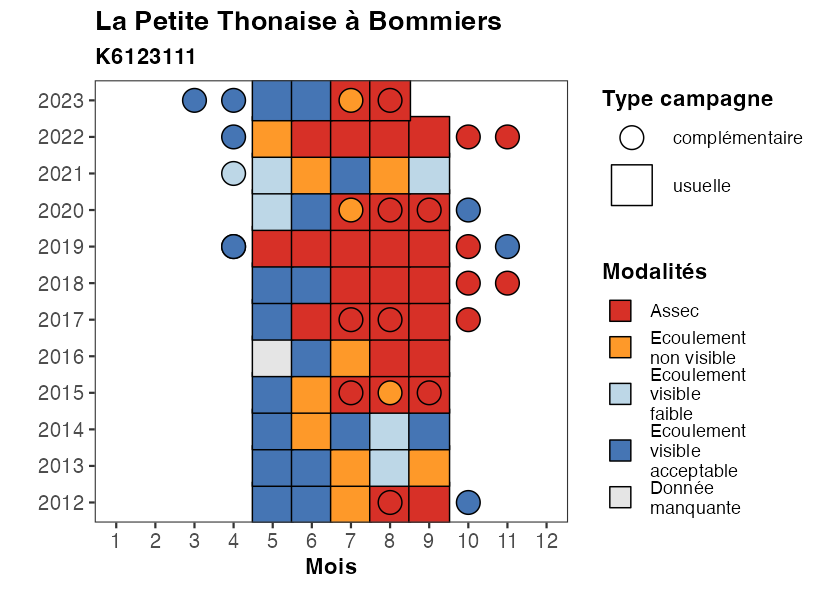 La Petite Thonaise à Bommiers
K6123111
2023
2022
2021
2020
2019
2018
2017
2016
2015
2014
2013
2012
1 2 3 4 5 6 7 8 9 10 11 12
Mois
Type campagne
complémentaire
usuelle
Modalités
Assec
Ecoulement
non visible
Ecoulement
visible
faible
Ecoulement
visible
acceptable
Donnée
manquante